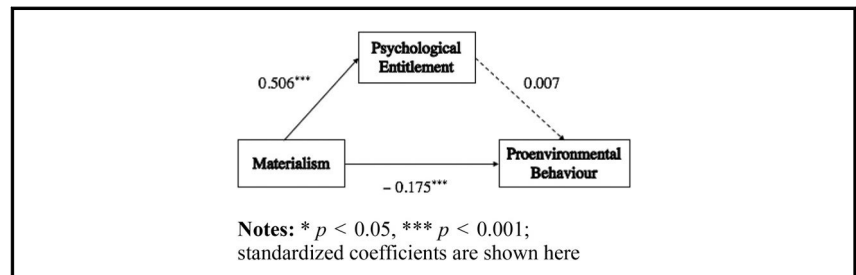 Psychological
Entitlement
0.506***
0.007
Materialism
Proenvironmental
Behaviour
– 0.175***
Notes: * p < 0.05, *** p < 0.001;
standardized coefficients are shown here